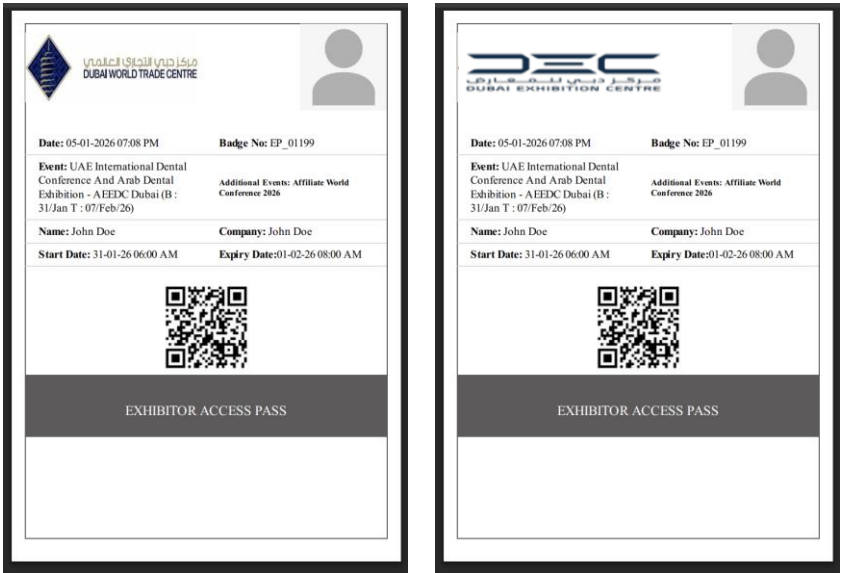 مركز دبي التجاري العالمي
DUBAI WORLD TRADE CENTRE
Date: 05-01-2026 07:08 PM
Badge No: EP_01199
Event: UAE International Dental
Conference And Arab Dental
Exhibition - AEEDC Dubai (B :
31/Jan T : 07/Feb/26)
Additional Events: Affiliate World
Conference 2026
Name: John Doe
Company: John Doe
Start Date: 31-01-26 06:00 AM
Expiry Date:01-02-26 08:00 AM
EXHIBITOR ACCESS PASS
DEC
مركز دبي للمعارض
DUBAI EXHIBITION CENTRE
Date: 05-01-2026 07:08 PM
Badge No: EP_01199
Event: UAE International Dental
Conference And Arab Dental
Exhibition - AEEDC Dubai (B :
31/Jan T : 07/Feb/26)
Additional Events: Affiliate World
Conference 2026
Name: John Doe
Company: John Doe
Start Date: 31-01-26 06:00 AM
Expiry Date:01-02-26 08:00 AM
EXHIBITOR ACCESS PASS